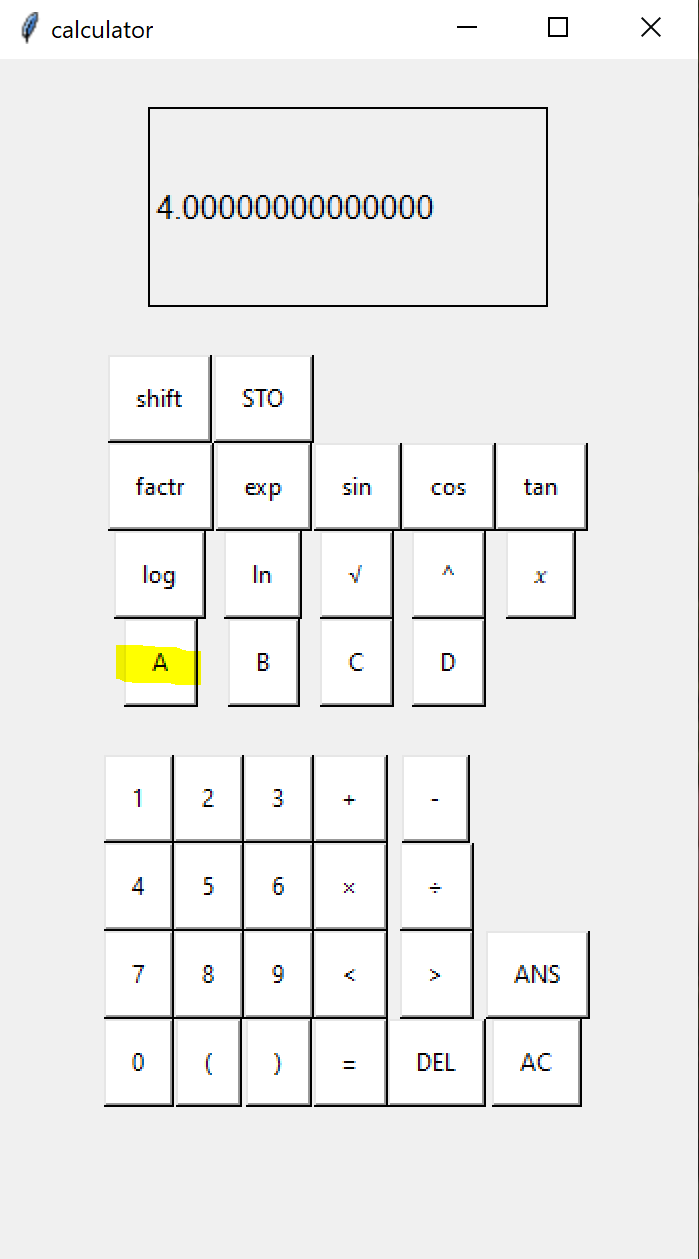 calculator
4.00000000000000
shift STO
factr exp sin cos tan
log ln √ ^ x
A B C D
1 2 3 + -
4 5 6 × ÷
7 8 9 < > ANS
0 ( ) = DEL AC